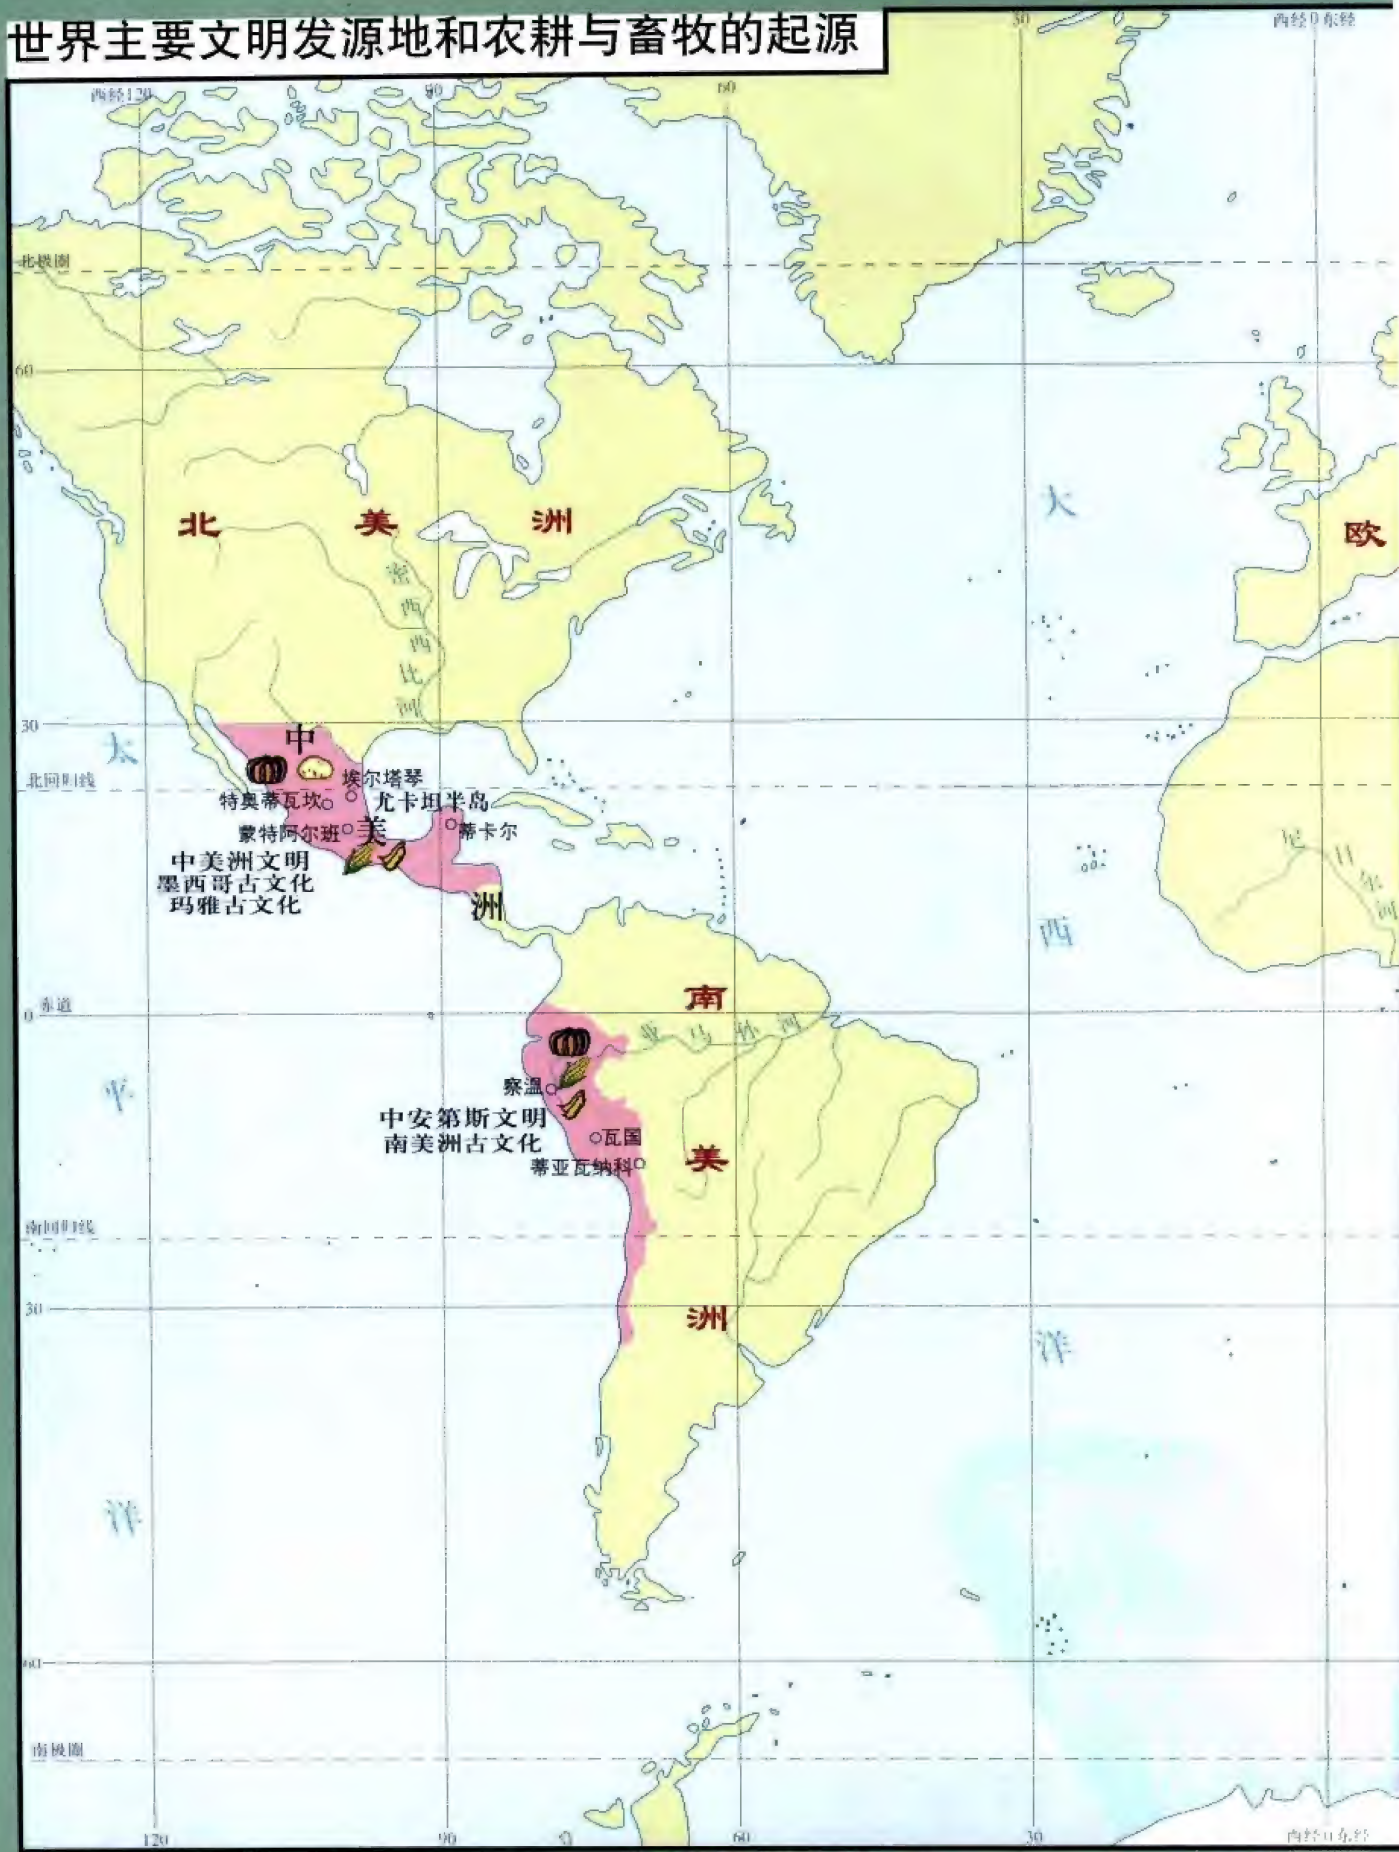 世界主要文明发源地和农耕与畜牧的起源
30
西经0东经
西经120
90
60
北极圈
60
大
北 美 洲
欧
密西西比河
30
太
中
北回归线
埃尔塔琴
特奥蒂瓦坎
尤卡坦半岛
蒙特阿尔班
美
蒂卡尔
中美洲文明
墨西哥古文化
玛雅古文化
洲
尼日尔河
西
南
0 赤道
亚马孙河
平
察温
中安第斯文明
南美洲古文化
瓦国
蒂亚瓦纳科
美
南回归线
30
洲
洋
洋
60
南极圈
120
90
60
30
西经0东经